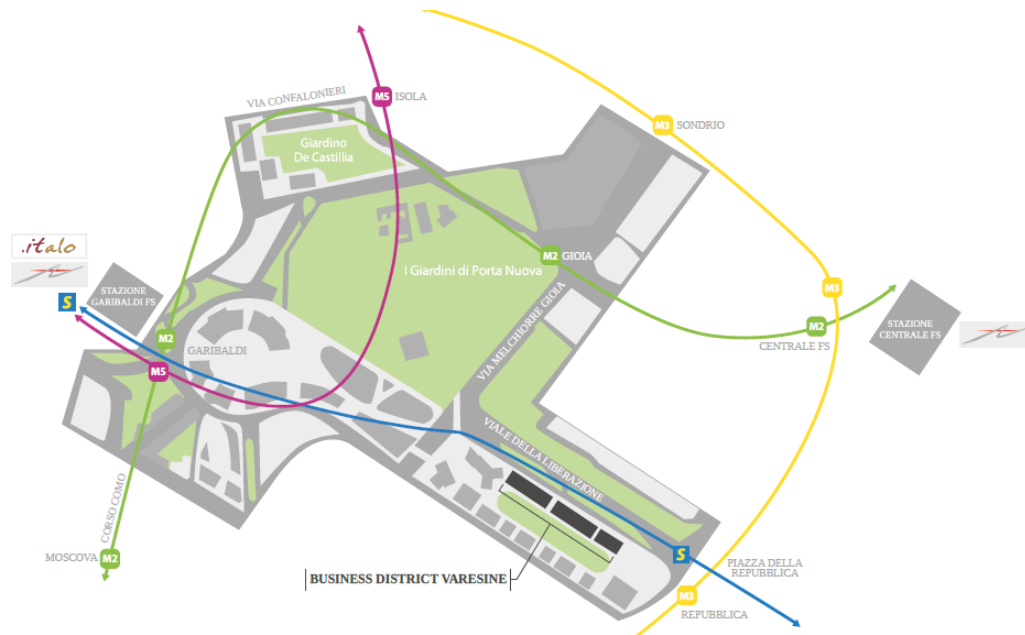 VIA CONFALONIERI
M5
ISOLA
Giardino
De Castillia
M3
SONDRIO
.italo
STAZIONE
GARIBALDI FS
S
M2
GIOIA
I Giardini di Porta Nuova
VIA MELCHIORRE GIOIA
M3
M2
CENTRALE FS
STAZIONE
CENTRALE FS
M2
GARIBALDI
M5
VIALE DELLA LIBERAZIONE
CORSO COMO
MOSCOVA
M2
S
PIAZZA DELLA
REPUBBLICA
BUSINESS DISTRICT VARESINE
M3
REPUBBLICA